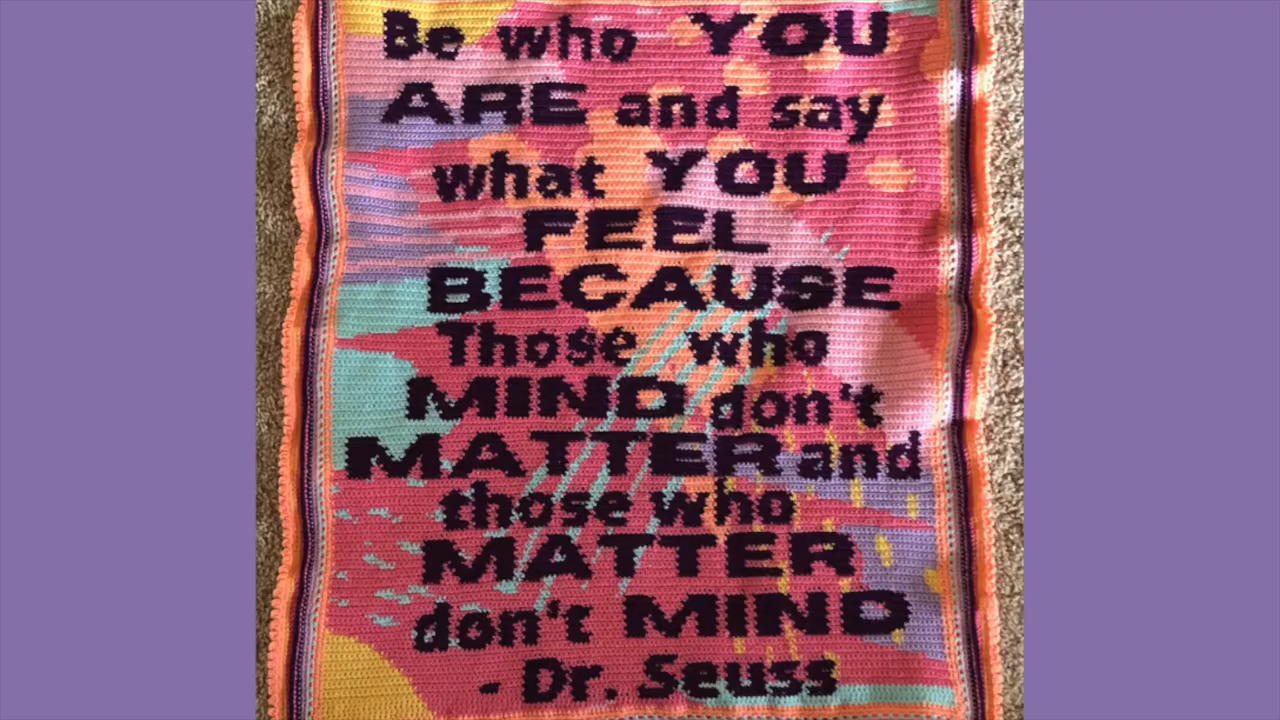 Be who YOU
ARE and say
what YOU
FEEL
BECAUSE
Those who
MIND don't
MATTER and
those who
MATTER
don't MIND
- Dr. Seuss